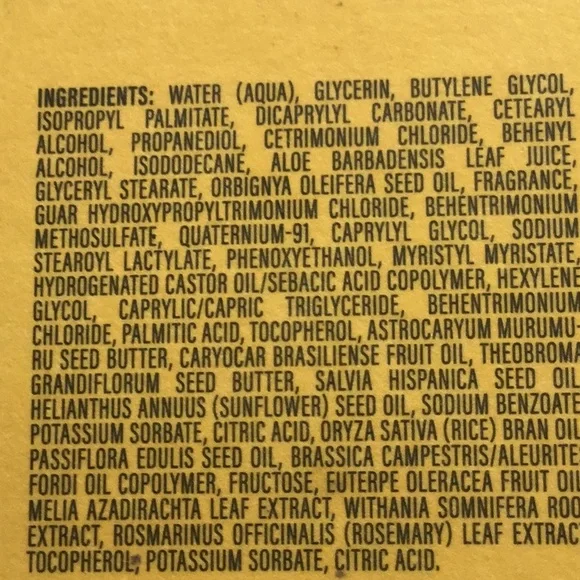 INGREDIENTS: WATER (AQUA), GLYCERIN, BUTYLENE GLYCOL,
ISOPROPYL PALMITATE, DICAPRYLYL CARBONATE, CETEARYL
ALCOHOL, PROPANEDIOL, CETRIMONIUM CHLORIDE, BEHENYL
ALCOHOL, ISODODECANE, ALOE BARBADENSIS LEAF JUICE,
GLYCERYL STEARATE, ORBIGNYA OLEIFERA SEED OIL, FRAGRANCE,
GUAR HYDROXYPROPYLTRIMONIUM CHLORIDE, BEHENTRIMONIUM
METHOSULFATE, QUATERNIUM-91, CAPRYLYL GLYCOL, SODIUM
STEAROYL LACTYLATE, PHENOXYETHANOL, MYRISTYL MYRISTATE,
HYDROGENATED CASTOR OIL/SEBACIC ACID COPOLYMER, HEXYLENE
GLYCOL, CAPRYLIC/CAPRIC TRIGLYCERIDE, BEHENTRIMONIUM
CHLORIDE, PALMITIC ACID, TOCOPHEROL, ASTROCARYUM MURUMU-
RU SEED BUTTER, CARYOCAR BRASILIENSE FRUIT OIL, THEOBROMA
GRANDIFLORUM SEED BUTTER, SALVIA HISPANICA SEED OIL
HELIANTHUS ANNUUS (SUNFLOWER) SEED OIL, SODIUM BENZOATE
POTASSIUM SORBATE, CITRIC ACID, ORYZA SATIVA (RICE) BRAN OIL
PASSIFLORA EDULIS SEED OIL, BRASSICA CAMPESTRIS/ALEURITE
FORDI OIL COPOLYMER, FRUCTOSE, EUTERPE OLERACEA FRUIT OIL
MELIA AZADIRACHTA LEAF EXTRACT, WITHANIA SOMNIFERA ROO
EXTRACT, ROSMARINUS OFFICINALIS (ROSEMARY) LEAF EXTRAC
TOCOPHEROL, POTASSIUM SORBATE, CITRIC ACID.